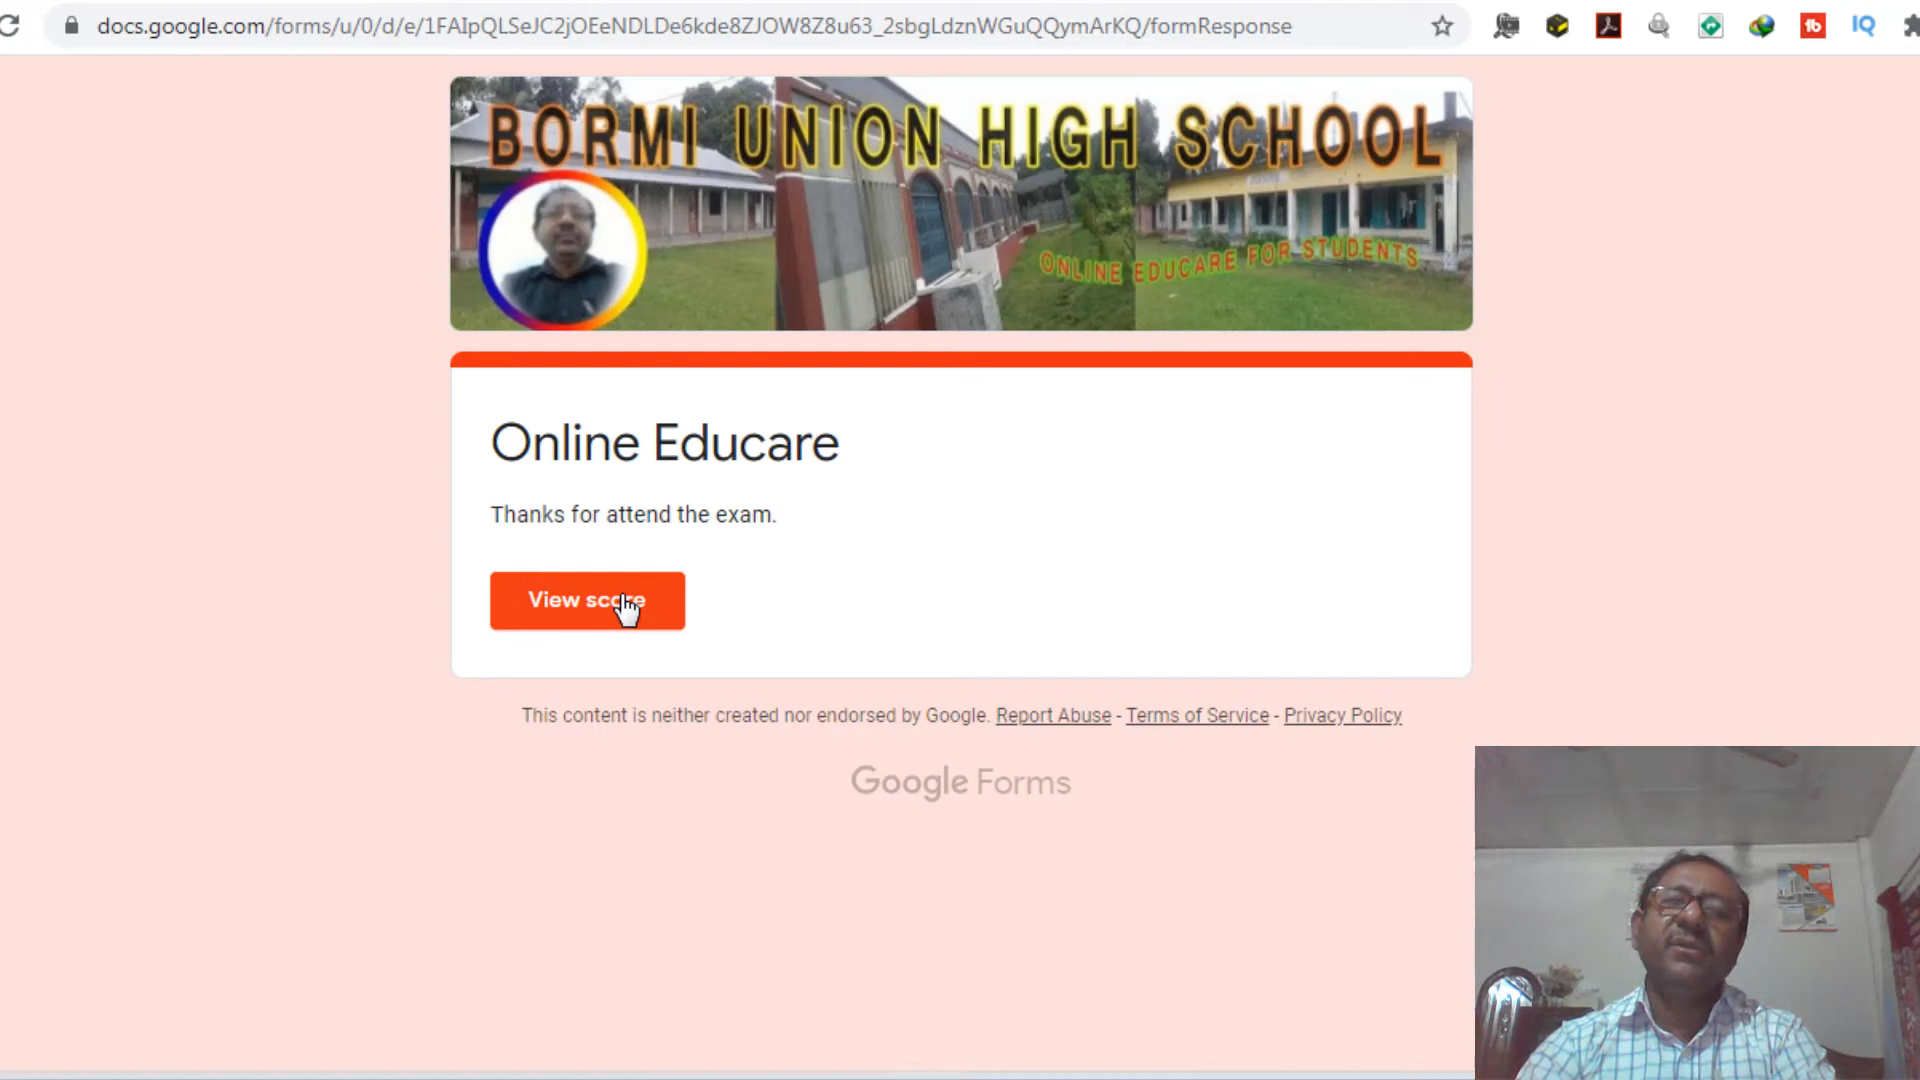 docs.google.com/forms/u/0/d/e/1FAIpQLSeJC2jOEeNDLDe6kde8ZJOW8Z8u63_2sbgLdznWGuQQymArKQ/formResponse
1b
IQ
BORMI UNION HIGH SCHOOL
ONLINE EDUCARE FOR STUDENTS
Online Educare
Thanks for attend the exam.
View score
This content is neither created nor endorsed by Google. Report Abuse - Terms of Service - Privacy Policy
Google Forms